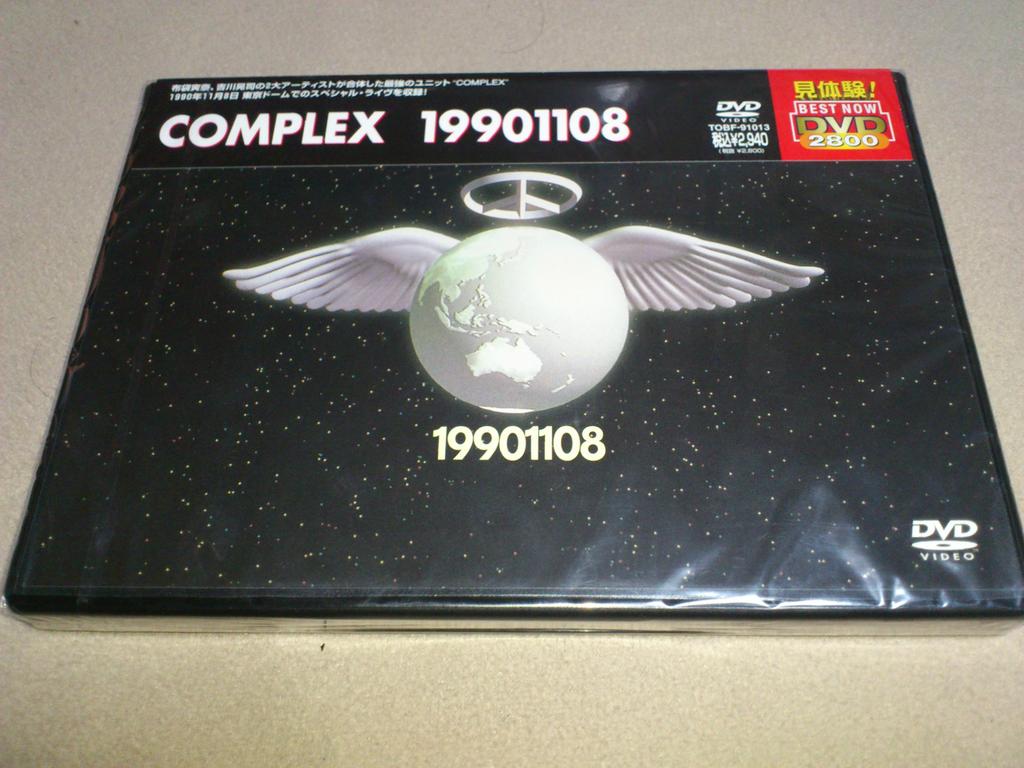 布袋寅泰、吉川晃司の2大アーティストが合体した最強のユニット"COMPLEX"
1990年11月8日 東京ドームでのスペシャル・ライヴを収録!
COMPLEX 19901108
DVD
VIDEO
TOBF-91013
税込¥2,940
(税抜 ¥2,800)
見体験!
BEST NOW
DVD
2800
19901108
DVD
VIDEO